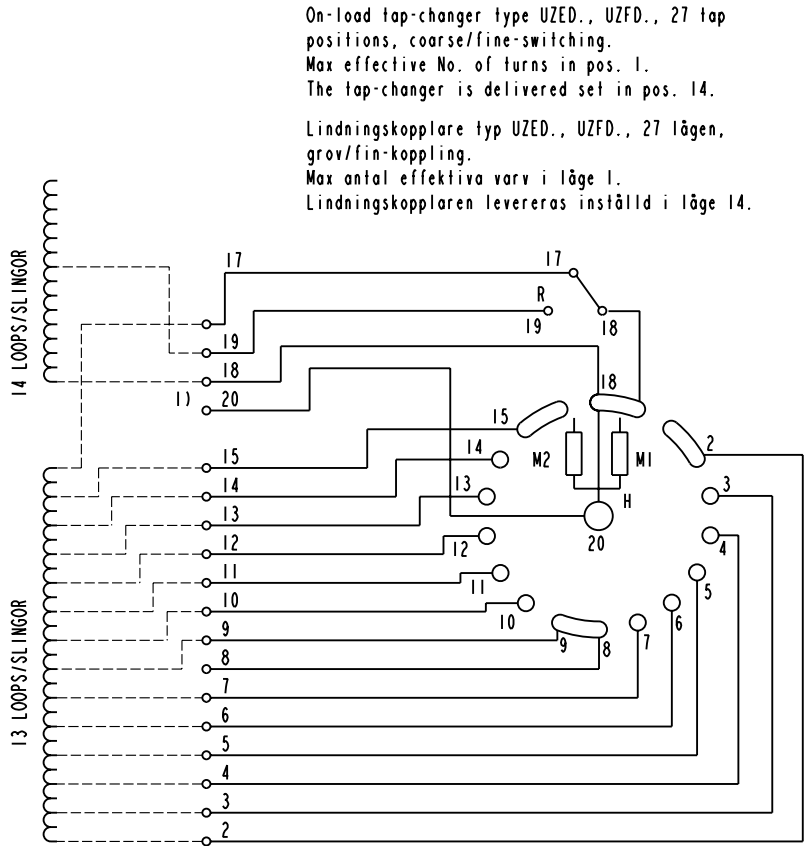 On-load tap-changer type UZED., UZFD., 27 tap
positions, coarse/fine-switching.
Max effective No. of turns in pos. 1.
The tap-changer is delivered set in pos. 14.
Lindningskopplare typ UZED., UZFD., 27 lägen,
grov/fin-koppling.
Max antal effektiva varv i läge 1.
Lindningskopplaren levereras inställd i läge 14.
14 LOOPS/SLINGOR
17
17
R
19
19
18
18
18
1) 20
15
2
15
14
M2
M1
14
13
3
H
13
20
4
12
12
11
11
5
10
10
6
9
9
8
7
8
7
6
5
4
3
2
13 LOOPS/SLINGOR